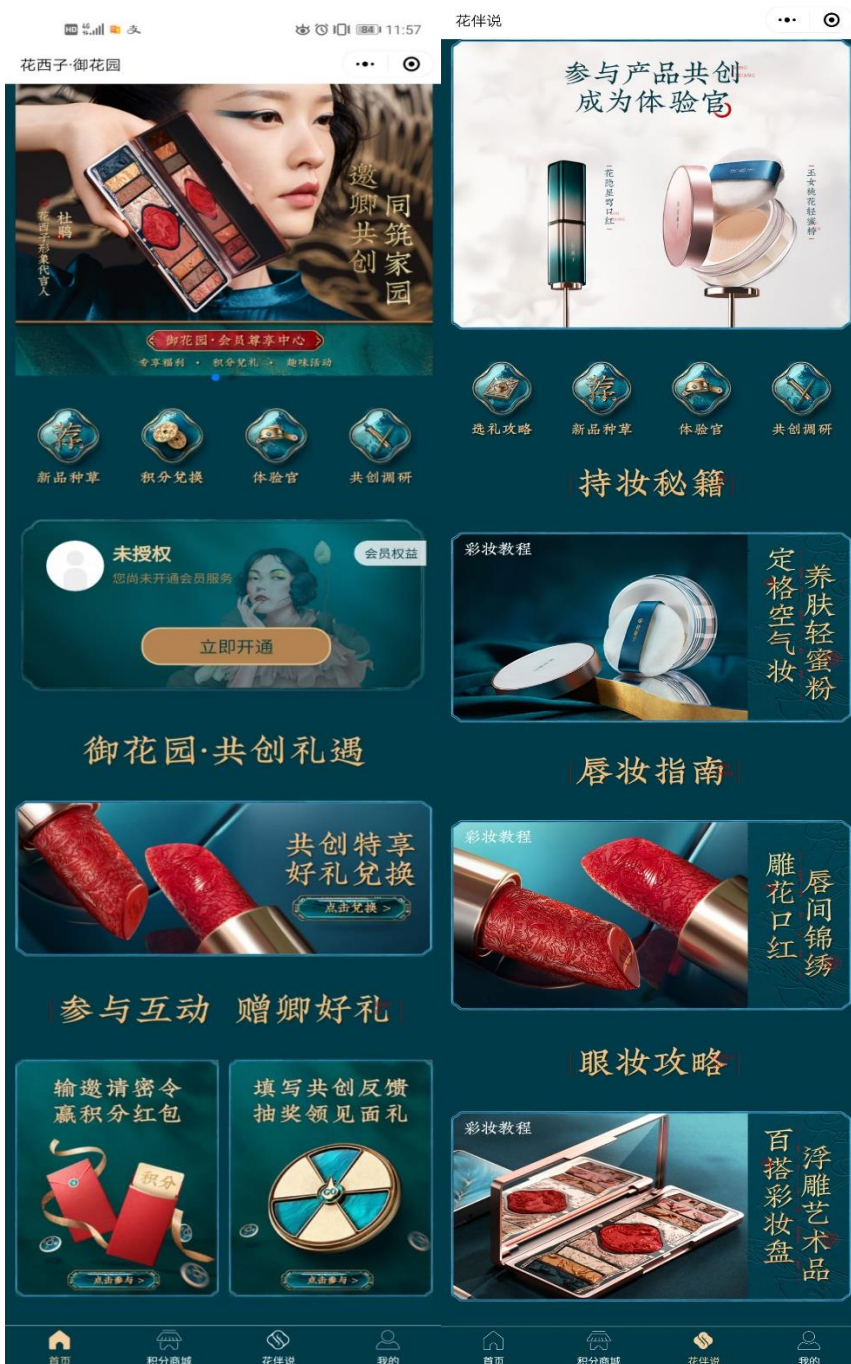 HD
84
11:57
花西子·御花园
邀卿共创
同筑家园
杜鹃
花西子形象代言人
御花园·会员尊享中心
专享福利 · 积分兑礼 · 趣味活动
荐
新品种草
积分兑换
体验官
共创调研
未授权
您尚未开通会员服务
会员权益
立即开通
御花园·共创礼遇
共创特享
好礼兑换
点击兑换 >
参与互动 赠卿好礼
输邀请密令
赢积分红包
积分
点击参与 >
填写共创反馈
抽奖领见面礼
点击参与 >
首页
积分商城
花伴说
我的
花伴说
参与产品共创
成为体验官
花隐星穹口红
玉女桃花轻蜜粉
选礼攻略
荐
新品种草
体验官
共创调研
持妆秘籍
彩妆教程
养肤轻蜜粉
定格空气妆
唇妆指南
彩妆教程
唇间锦绣
雕花口红
眼妆攻略
彩妆教程
浮雕艺术品
百搭彩妆盘
首页
积分商城
花伴说
我的